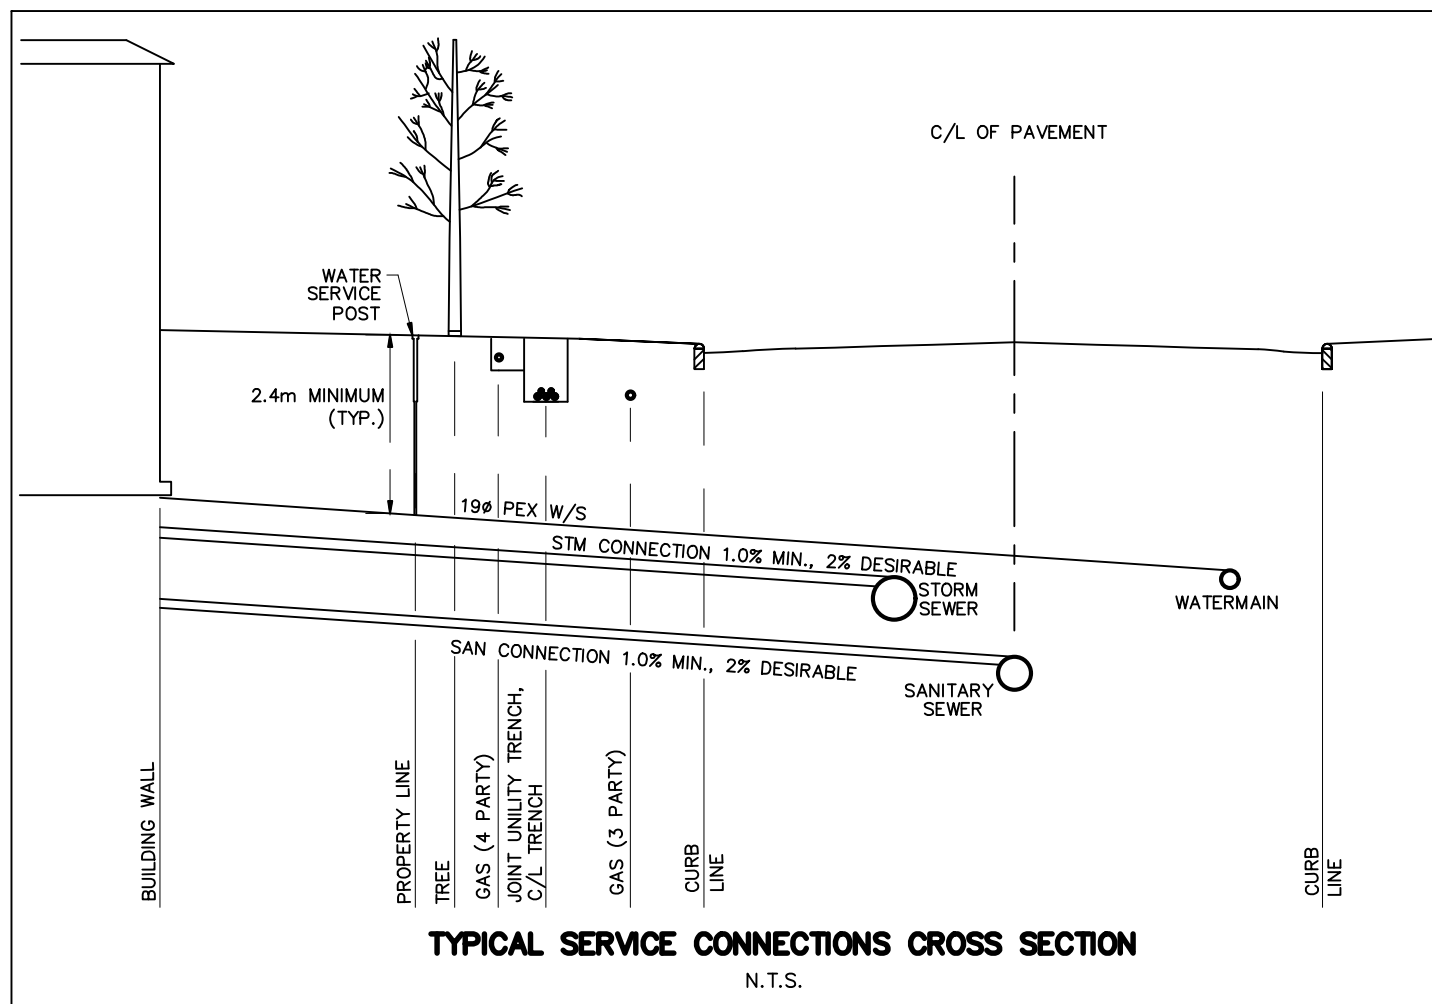 C/L OF PAVEMENT
WATER
SERVICE
POST
2.4m MINIMUM
(TYP.)
19ø PEX W/S
STM CONNECTION 1.0% MIN., 2% DESIRABLE
STORM
SEWER
WATERMAIN
SAN CONNECTION 1.0% MIN., 2% DESIRABLE
SANITARY
SEWER
BUILDING WALL
PROPERTY LINE
TREE
GAS (4 PARTY)
JOINT UNILITY TRENCH,
C/L TRENCH
GAS (3 PARTY)
CURB
LINE
CURB
LINE
TYPICAL SERVICE CONNECTIONS CROSS SECTION
N.T.S.